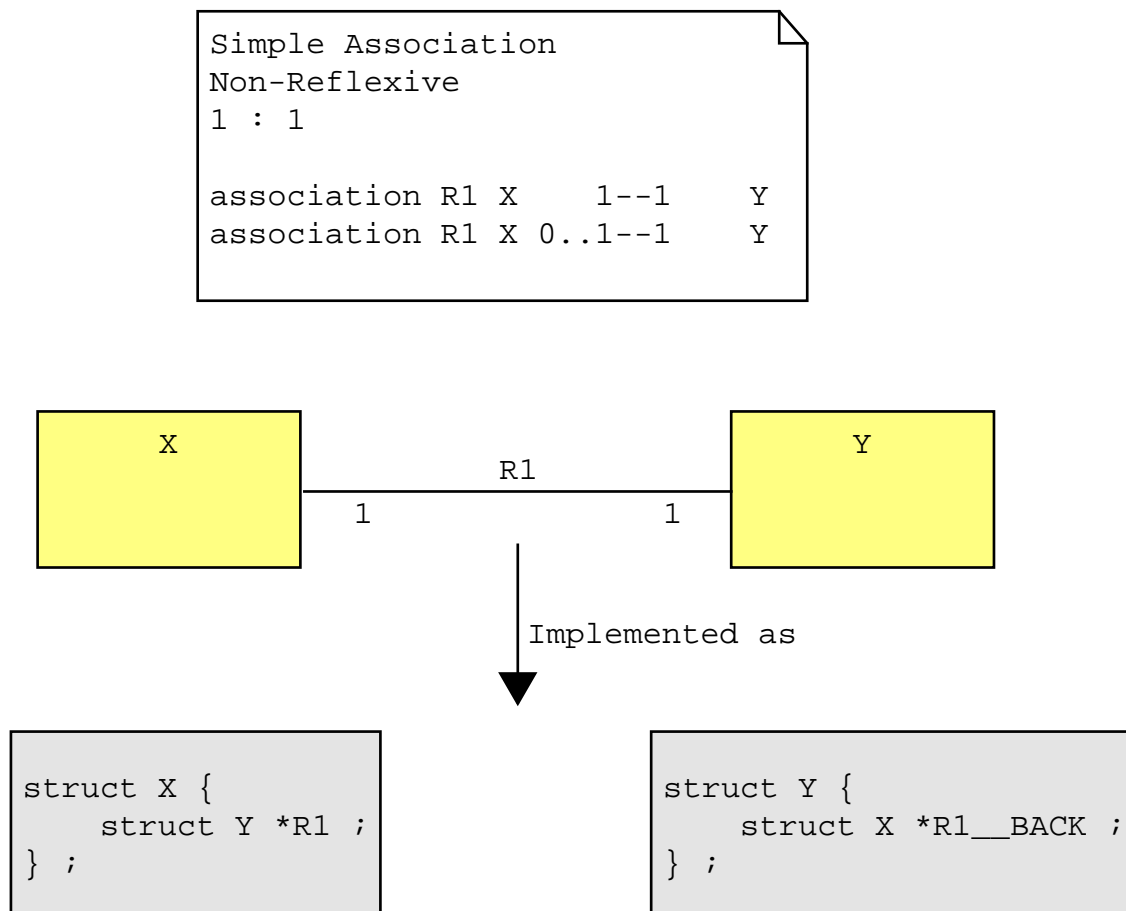 Simple Association
Non-Reflexive
1 : 1
association R1 X    1--1    Y
association R1 X 0..1--1    Y
X
Y
R1
1
1
Implemented as
struct X {
    struct Y *R1 ;
} ;
struct Y {
    struct X *R1__BACK ;
} ;